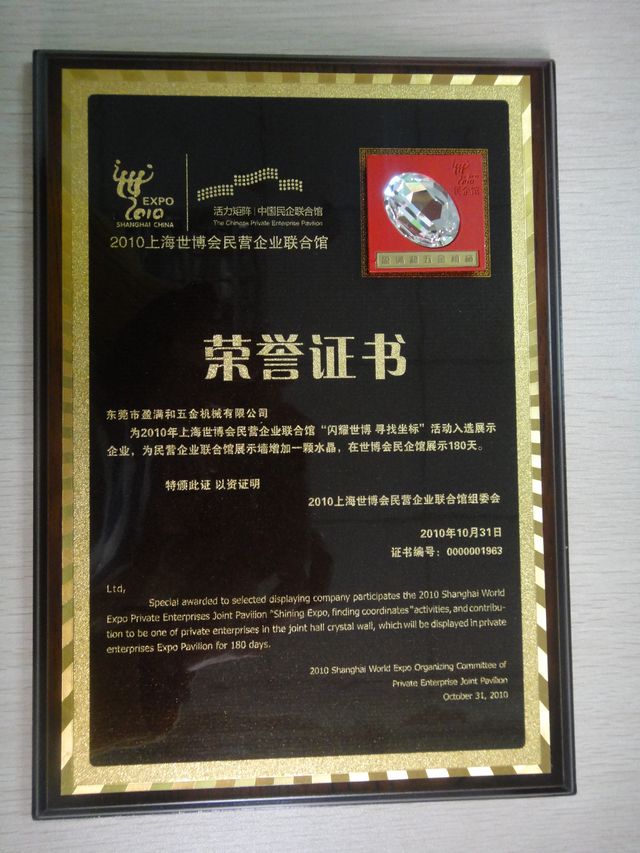 EXPO
2010
SHANGHAI CHINA
活力矩阵 | 中国民企联合馆
The Chinese Private Enterprise Pavilion
2010上海世博会民营企业联合馆
民企馆
盈满和五金机械
荣誉证书
东莞市盈满和五金机械有限公司
为2010年上海世博会民营企业联合馆“闪耀世博 寻找坐标”活动入选展示
企业，为民营企业联合馆展示墙增加一颗水晶，在世博会民企馆展示180天。
特颁此证 以资证明
2010上海世博会民营企业联合馆组委会
2010年10月31日
证书编号：0000001963
Ltd,
Special awarded to selected displaying company participates the 2010 Shanghai World
Expo Private Enterprises Joint Pavilion "Shining Expo, finding coordinates"activities, and contribu-
tion to be one of private enterprises in the joint hall crystal wall, which will be displayed in private
enterprises Expo Pavilion for 180 days.
2010 Shanghai World Expo Organizing Committee of
Private Enterprise Joint Pavilion
October 31, 2010